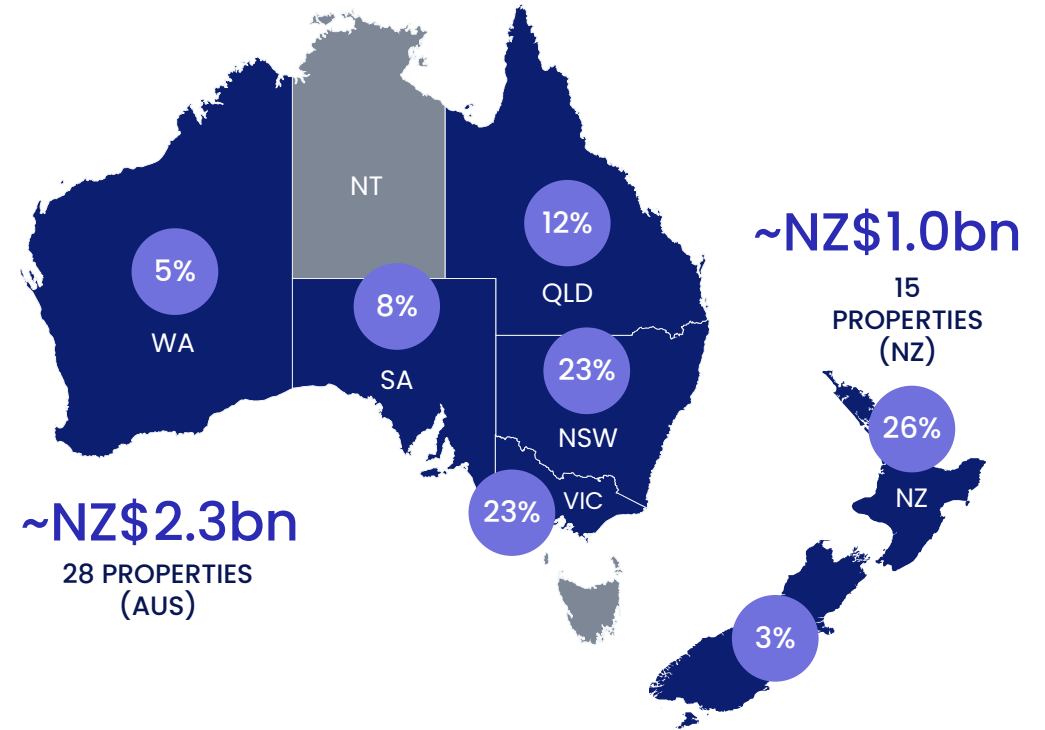 NT
12%
QLD
5%
WA
8%
SA
23%
NSW
23%
VIC
~NZ$2.3bn
28 PROPERTIES
(AUS)
~NZ$1.0bn
15
PROPERTIES
(NZ)
26%
NZ
3%